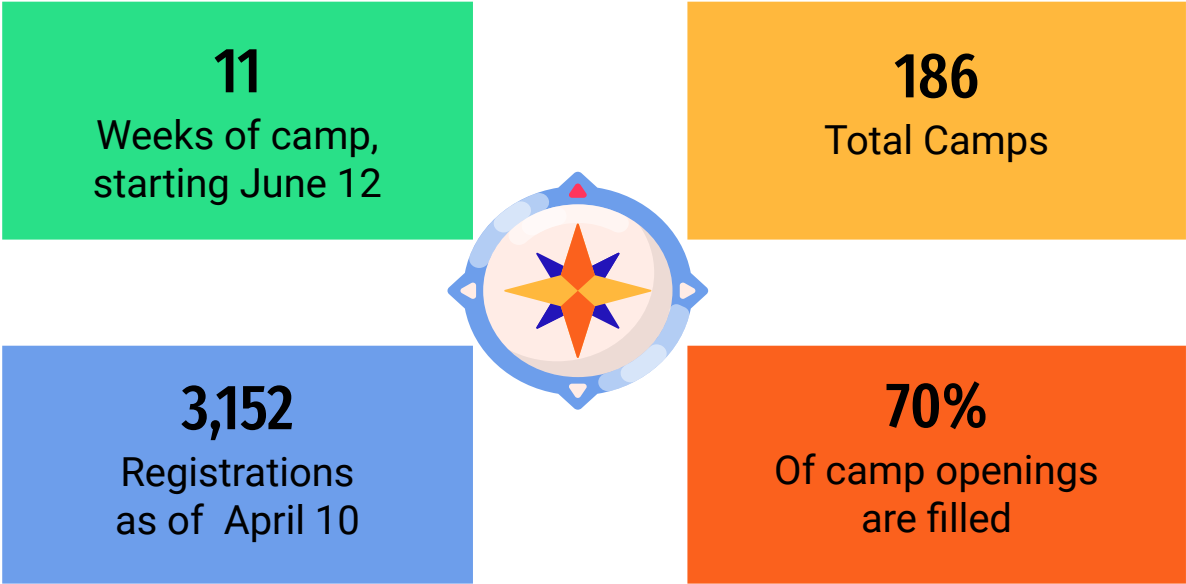 11
Weeks of camp,
starting June 12
186
Total Camps
3,152
Registrations
as of  April 10
70%
Of camp openings
are filled